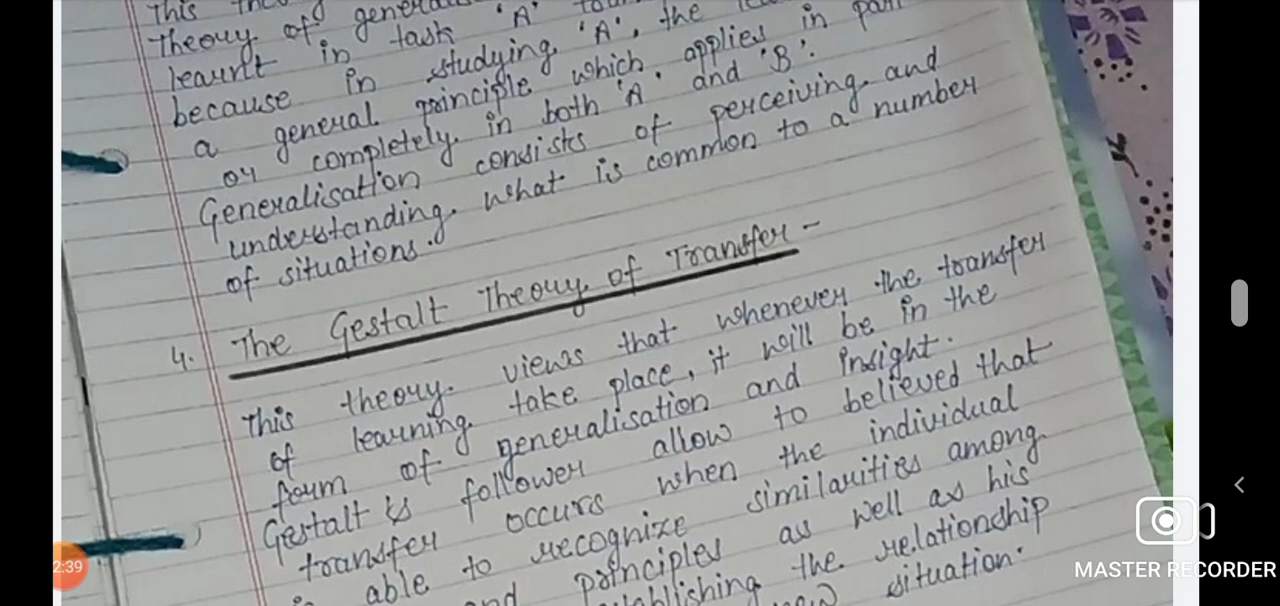 This
Theory of
learnt in task 'A'
because in studying 'A', the
a general principle which applies in
or completely in both 'A' and 'B'.
Generalisation consists of perceiving and
understanding what is common to a number
of situations.
4. The Gestalt Theory of Transfer -
This theory views that whenever the transfer
of learning take place, it will be in the
form of generalisation and insight.
Gestalt is follower allow to believed that
transfer occurs when the individual
able to recognize similarities among
and principles as well as his
the relationship
situation.
2:39
MASTER RECORDER